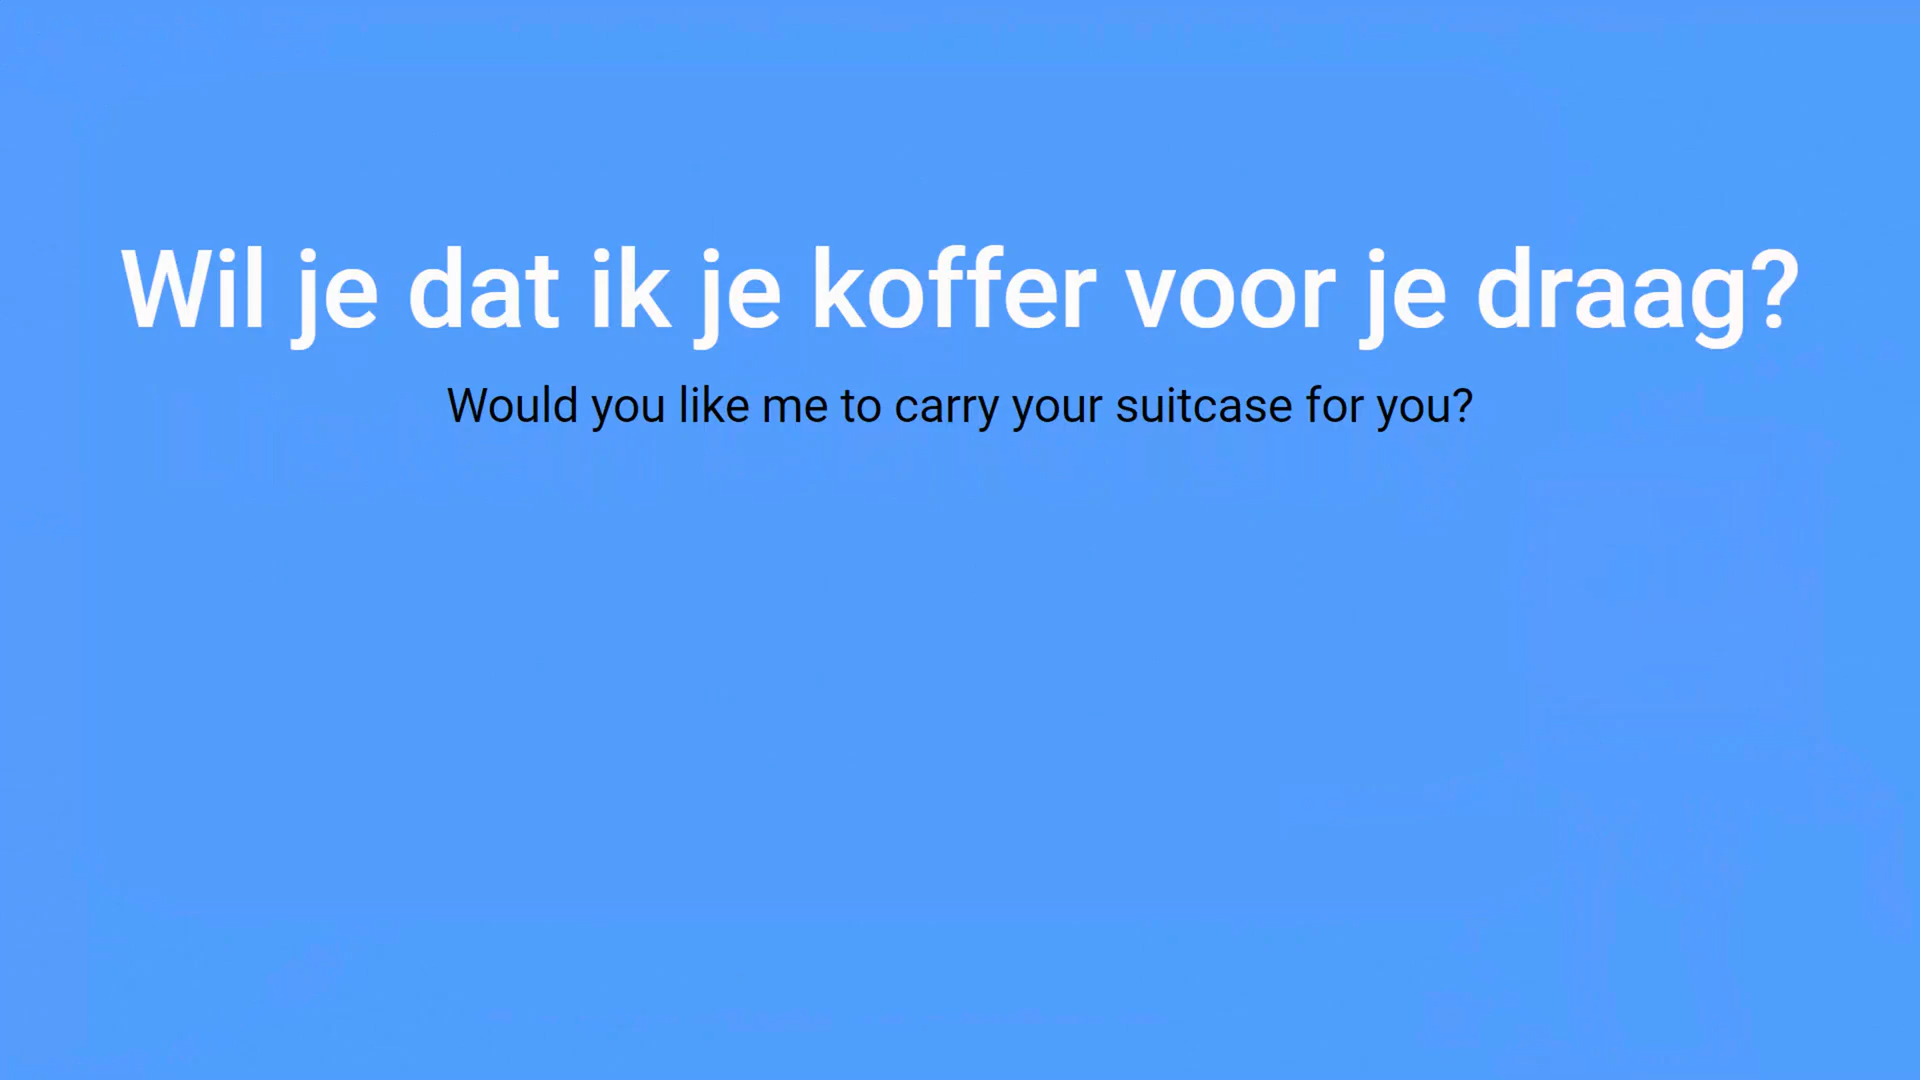 Wil je dat ik je koffer voor je draag?
Would you like me to carry your suitcase for you?